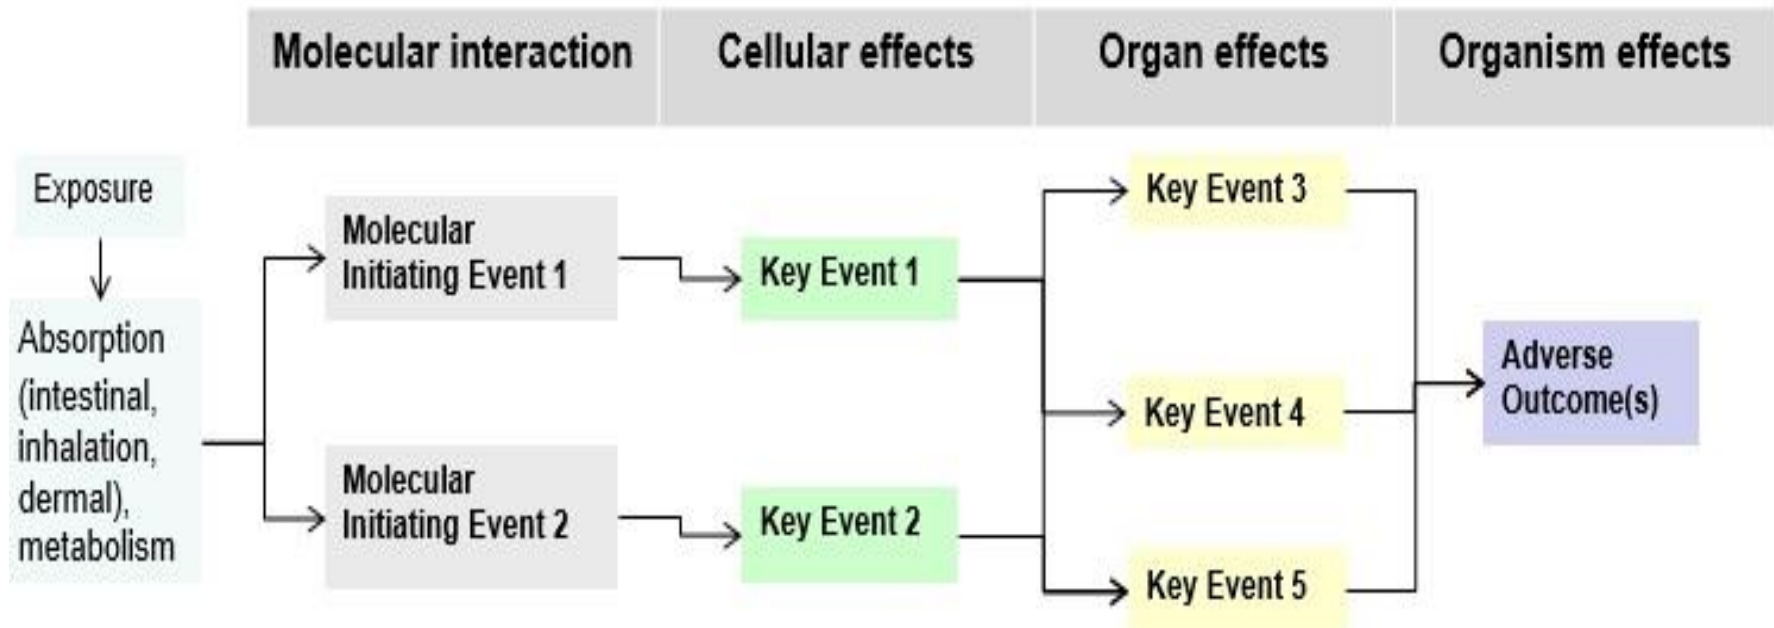 Molecular interaction
Cellular effects
Organ effects
Organism effects
Exposure
Absorption
(intestinal,
inhalation,
dermal),
metabolism
Molecular
Initiating Event 1
Molecular
Initiating Event 2
Key Event 1
Key Event 2
Key Event 3
Key Event 4
Key Event 5
Adverse
Outcome(s)